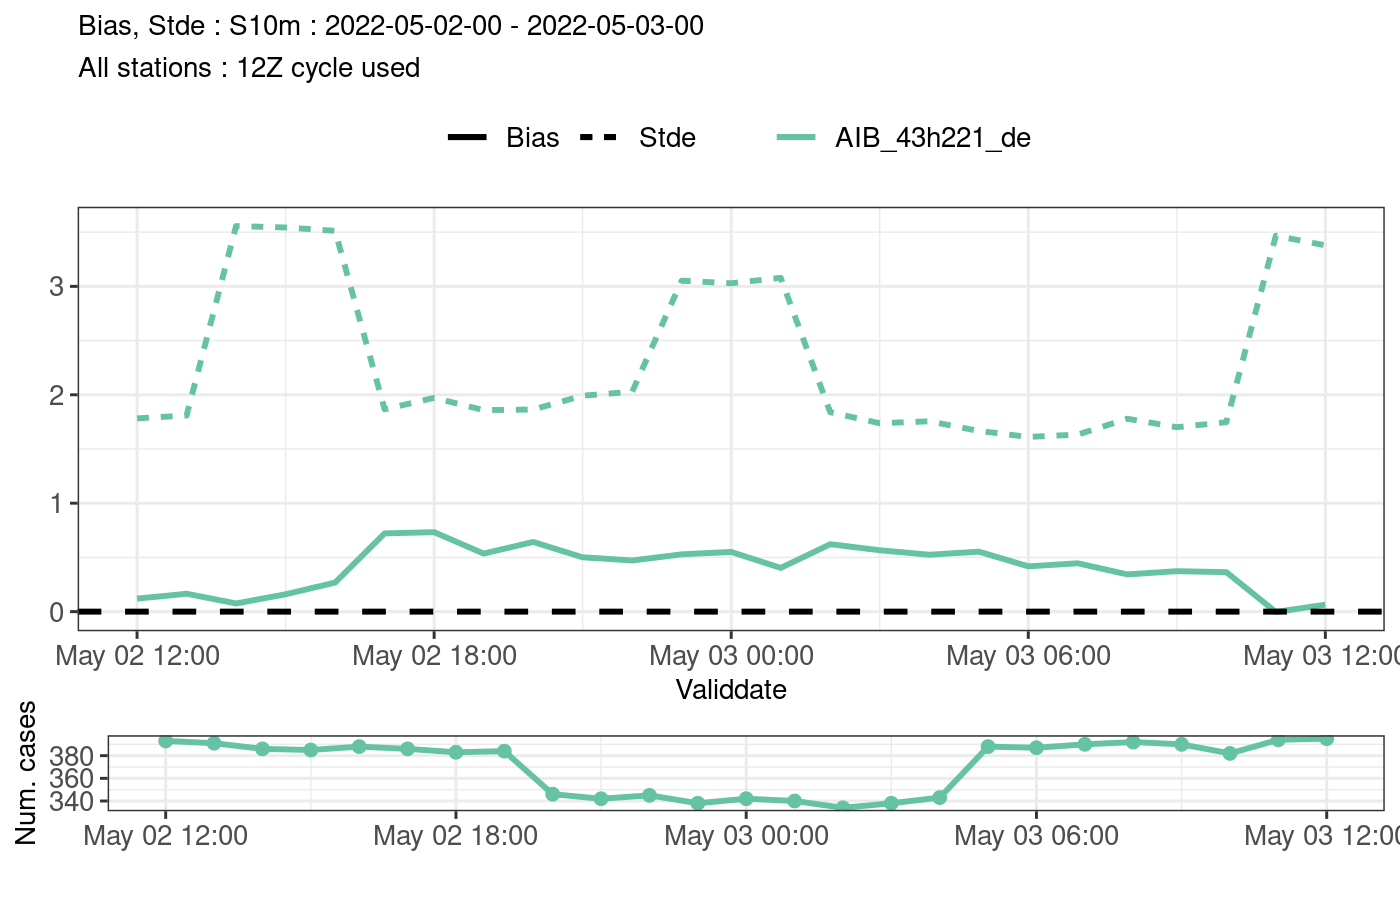 Bias, Stde : S10m : 2022-05-02-00 - 2022-05-03-00
All stations : 12Z cycle used
Bias Stde AIB_43h221_de
3
2
1
0
May 02 12:00 May 02 18:00 May 03 00:00 May 03 06:00 May 03 12:00
Validdate
Num. cases
380
360
340
May 02 12:00 May 02 18:00 May 03 00:00 May 03 06:00 May 03 12:00